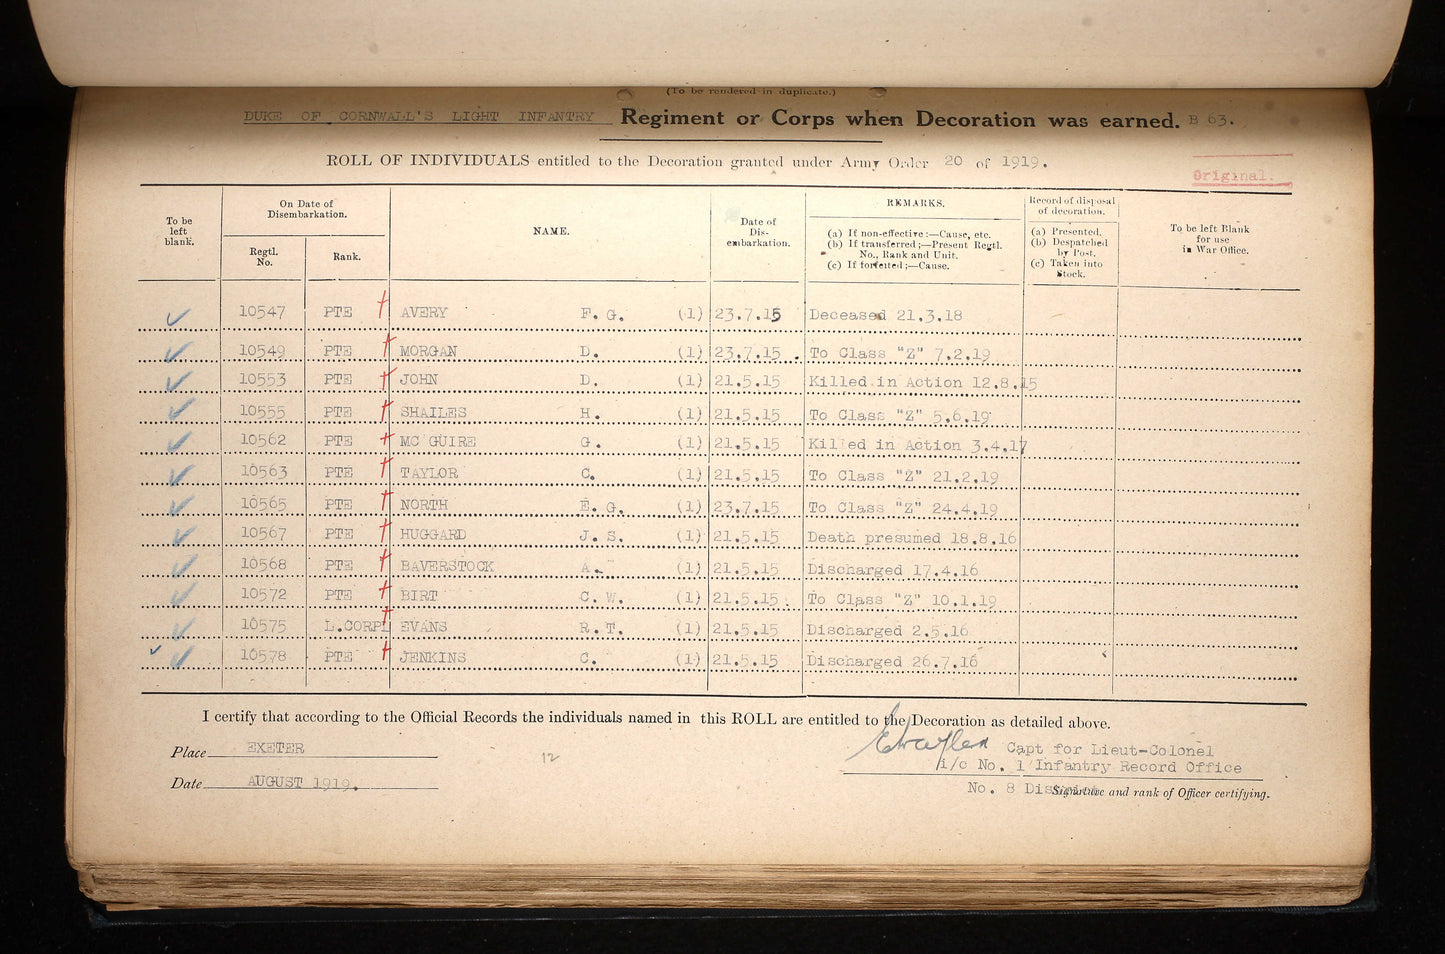 (To be rendered in duplicate.)
DUKE OF CORNWALL'S LIGHT INFANTRY Regiment or Corps when Decoration was earned. B 63.
ROLL OF INDIVIDUALS entitled to the Decoration granted under Army Order 20 of 1919.
Original.
To be left blank.
On Date of Disembarkation.
Regtl. No.
Rank.
NAME.
Date of Dis-embarkation.
REMARKS.
(a) If non-effective:—Cause, etc.
(b) If transferred;—Present Regtl. No., Rank and Unit.
(c) If forfeited;—Cause.
Record of disposal of decoration.
(a) Presented.
(b) Despatched by Post.
(c) Taken into Stock.
To be left Blank for use in War Office.
10547 PTE AVERY F. G. (1) 23.7.15 Deceased 21.3.18
10549 PTE MORGAN D. (1) 23.7.15 . To Class "Z" 7.2.19
10553 PTE JOHN D. (1) 21.5.15 Killed in Action 12.8.15
10555 PTE SHAILES H. (1) 21.5.15 To Class "Z" 5.6.19
10562 PTE MC GUIRE G. (1) 21.5.15 Killed in Action 3.4.17
10563 PTE TAYLOR C. (1) 21.5.15 To Class "Z" 21.2.19
10565 PTE NORTH E. G. (1) 23.7.15 To Class "Z" 24.4.19
10567 PTE HUGGARD J. S. (1) 21.5.15 Death presumed 18.8.16
10568 PTE BAVERSTOCK A. (1) 21.5.15 Discharged 17.4.16
10572 PTE BIRT C. W. (1) 21.5.15 To Class "Z" 10.1.19
10575 L.CORPL EVANS R. T. (1) 21.5.15 Discharged 2.5.16
10578 PTE JENKINS C. (1) 21.5.15 Discharged 26.7.16
I certify that according to the Official Records the individuals named in this ROLL are entitled to the Decoration as detailed above.
Place EXETER
12
Capt for Lieut-Colonel
i/c No. 1 Infantry Record Office
Date AUGUST 1919.
No. 8 District
Signature and rank of Officer certifying.